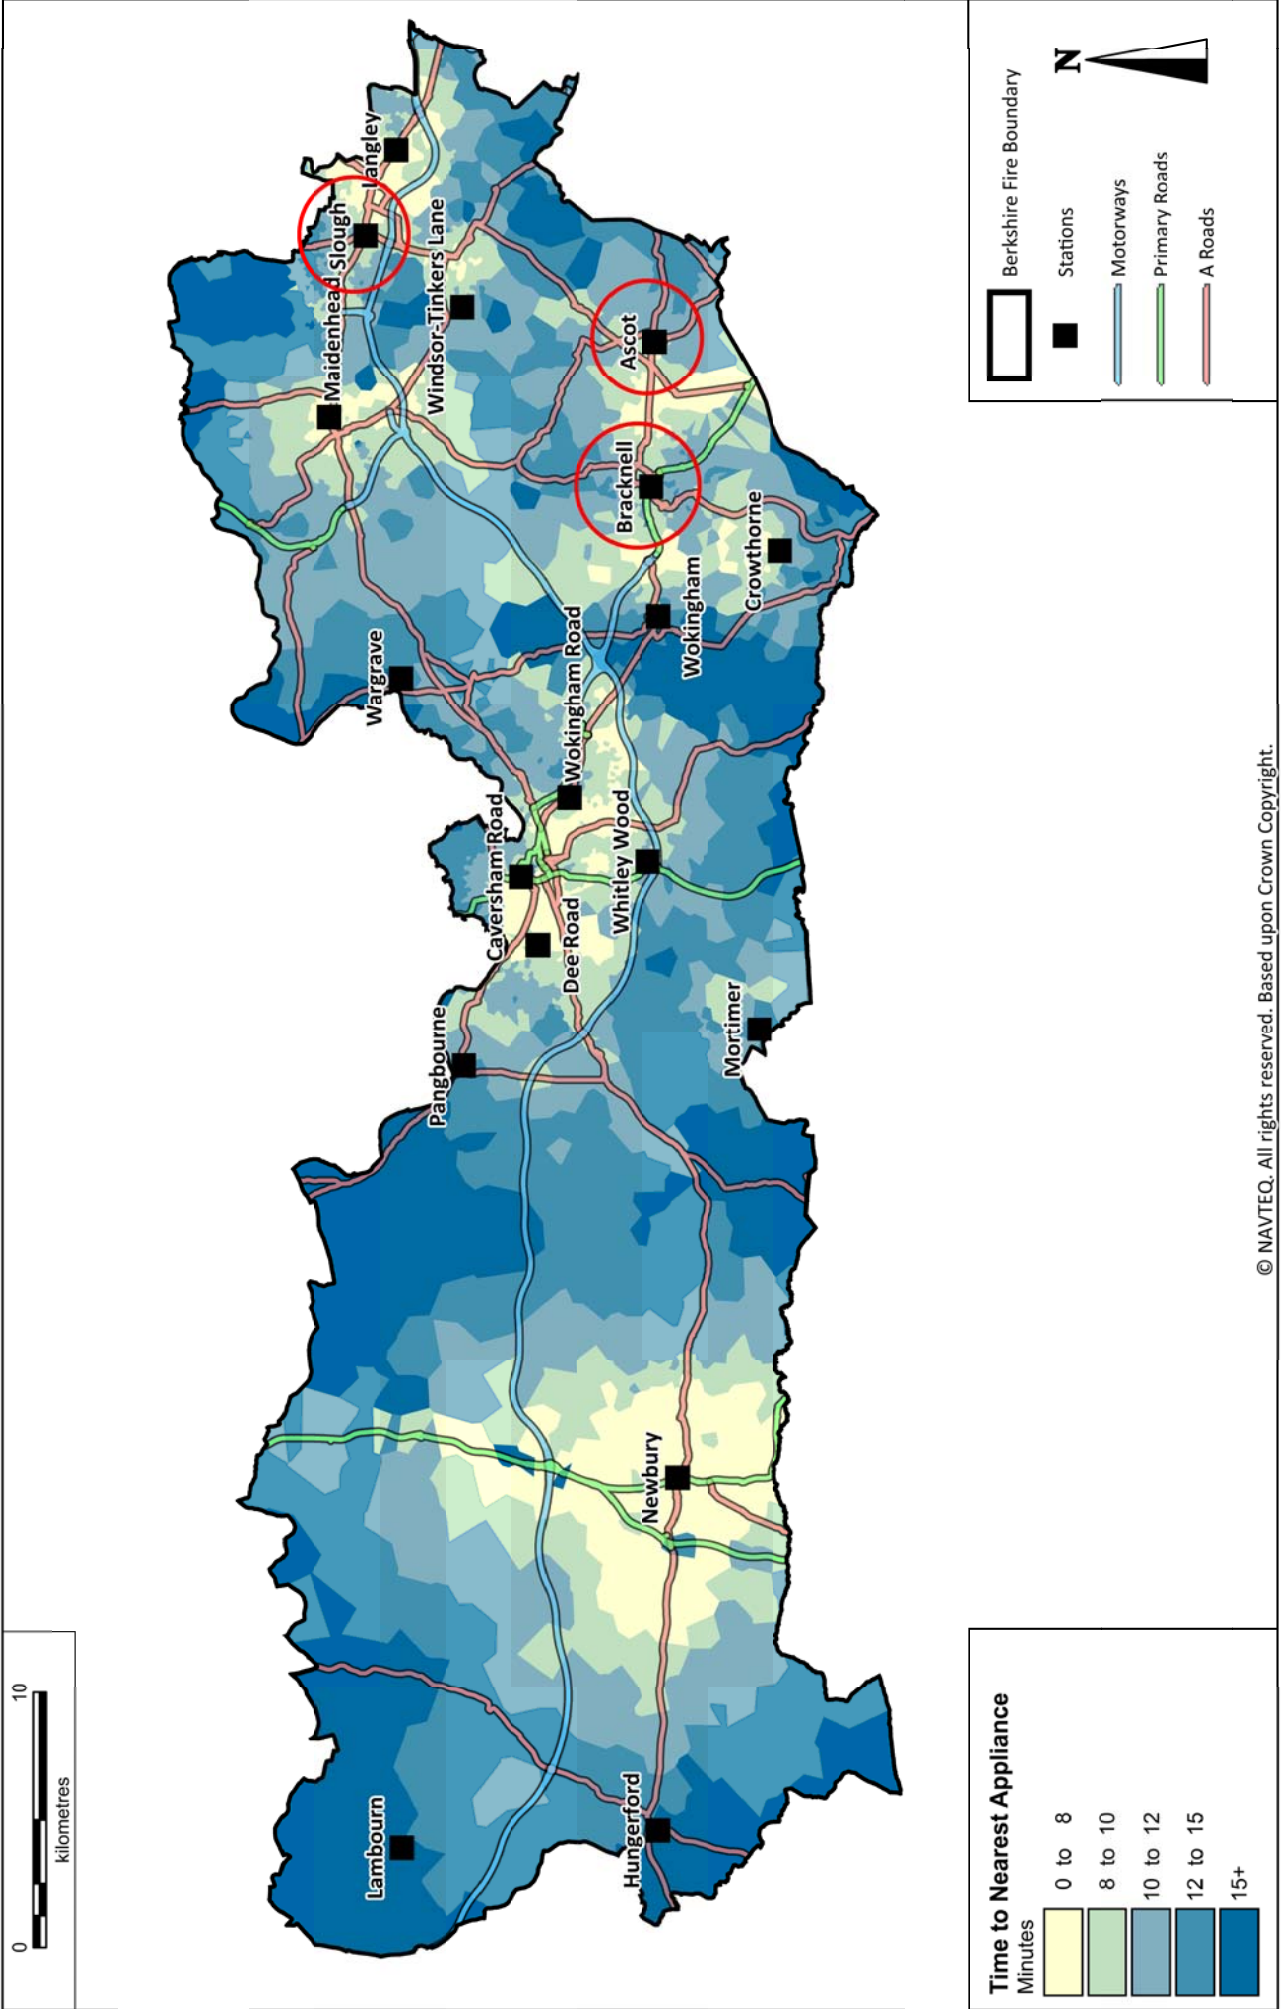 0
10
kilometres
Lambourn
Hungerford
Newbury
Pangbourne
Mortimer
Caversham Road
Dee Road
Whitley Wood
Wokingham Road
Wargrave
Wokingham
Crowthorne
Bracknell
Ascot
Maidenhead
Slough
Windsor-Tinkers Lane
Langley
Time to Nearest Appliance
Minutes
0 to 8
8 to 10
10 to 12
12 to 15
15+
N
Berkshire Fire Boundary
Stations
Motorways
Primary Roads
A Roads
© NAVTEQ. All rights reserved. Based upon Crown Copyright.